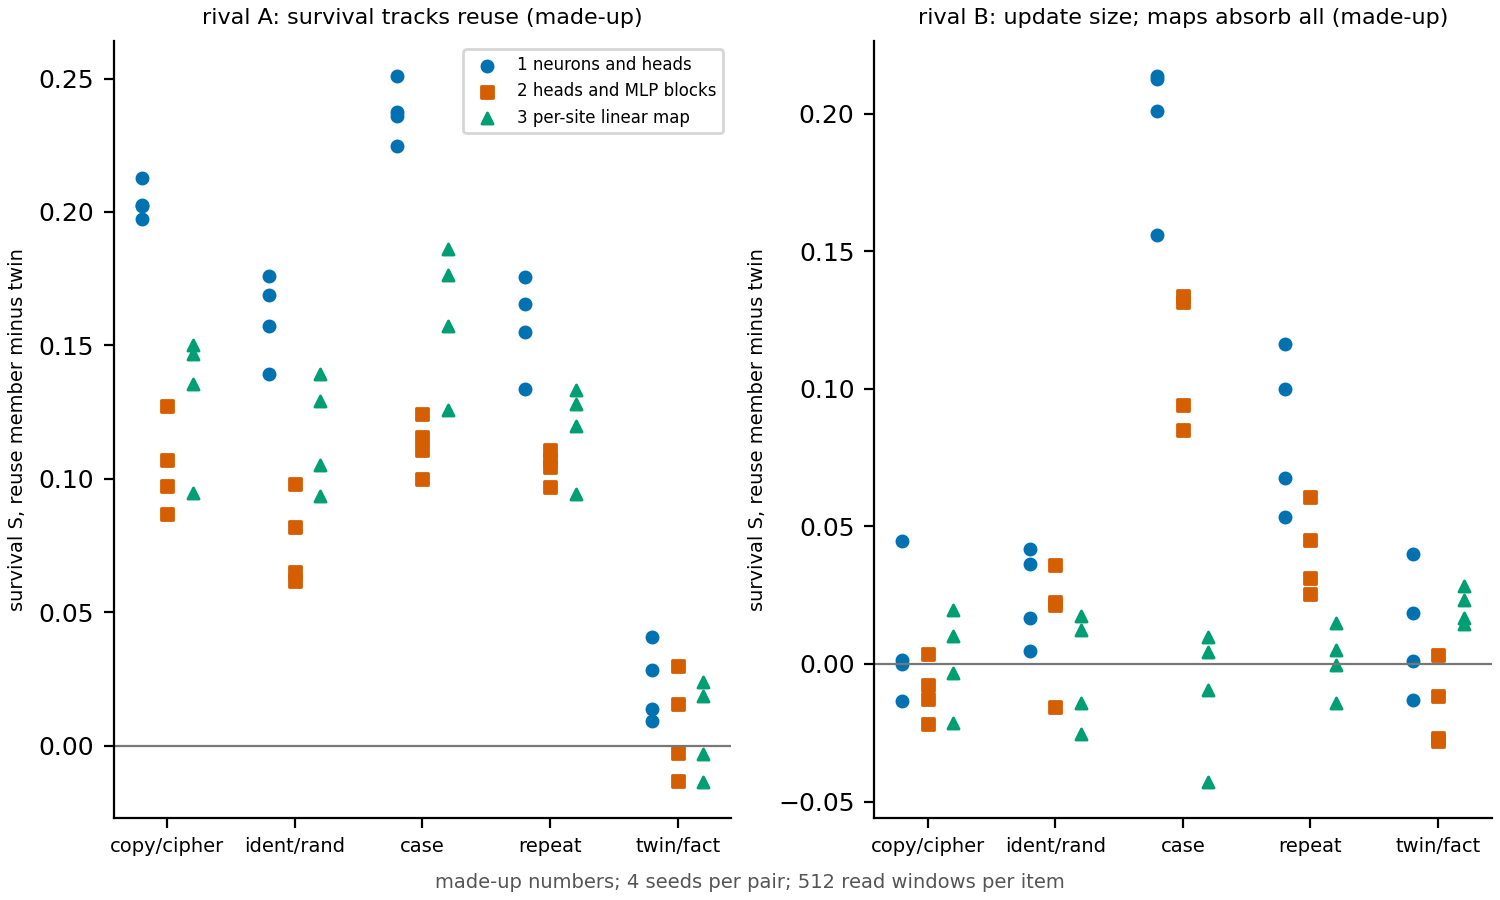 rival A: survival tracks reuse (made-up)
survival S, reuse member minus twin
0.25
0.20
0.15
0.10
0.05
0.00
1 neurons and heads
2 heads and MLP blocks
3 per-site linear map
copy/cipher
ident/rand
case
repeat
twin/fact
rival B: update size; maps absorb all (made-up)
survival S, reuse member minus twin
0.20
0.15
0.10
0.05
0.00
−0.05
copy/cipher
ident/rand
case
repeat
twin/fact
made-up numbers; 4 seeds per pair; 512 read windows per item